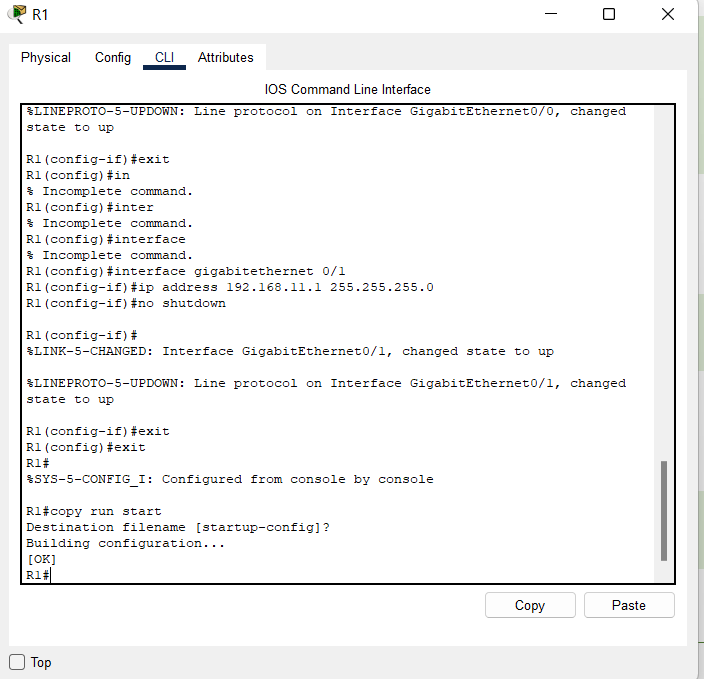 R1
Physical
Config
CLI
Attributes
IOS Command Line Interface
%LINEPROTO-5-UPDOWN: Line protocol on Interface GigabitEthernet0/0, changed
state to up
R1(config-if)#exit
R1(config)#in
% Incomplete command.
R1(config)#inter
% Incomplete command.
R1(config)#interface
% Incomplete command.
R1(config)#interface gigabitethernet 0/1
R1(config-if)#ip address 192.168.11.1 255.255.255.0
R1(config-if)#no shutdown
R1(config-if)#
%LINK-5-CHANGED: Interface GigabitEthernet0/1, changed state to up
%LINEPROTO-5-UPDOWN: Line protocol on Interface GigabitEthernet0/1, changed
state to up
R1(config-if)#exit
R1(config)#exit
R1#
%SYS-5-CONFIG_I: Configured from console by console
R1#copy run start
Destination filename [startup-config]?
Building configuration...
[OK]
R1#
Copy
Paste
Top